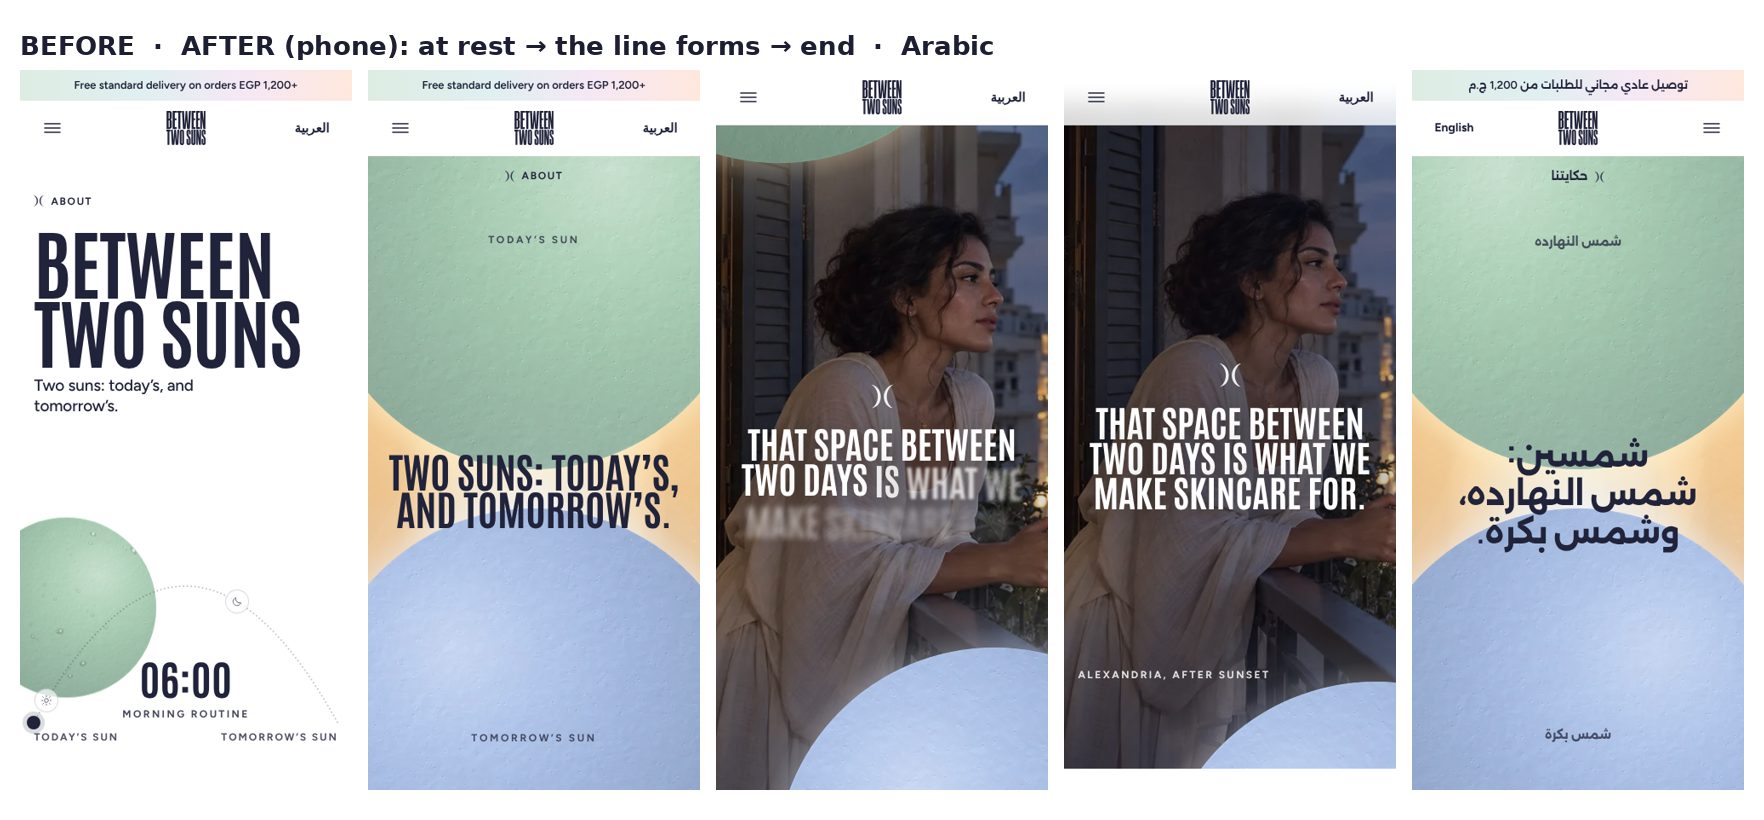 BEFORE · AFTER (phone): at rest → the line forms → end · Arabic
Free standard delivery on orders EGP 1,200+
BETWEEN
TWO SUNS
العربية
ABOUT
BETWEEN
TWO SUNS
Two suns: today's, and
tomorrow's.
06:00
MORNING ROUTINE
TODAY'S SUN
TOMORROW'S SUN
Free standard delivery on orders EGP 1,200+
BETWEEN
TWO SUNS
العربية
ABOUT
TODAY'S SUN
TWO SUNS: TODAY'S,
AND TOMORROW'S.
TOMORROW'S SUN
BETWEEN
TWO SUNS
العربية
THAT SPACE BETWEEN
TWO DAYS IS WHAT WE
MAKE SKINCARE
BETWEEN
TWO SUNS
العربية
THAT SPACE BETWEEN
TWO DAYS IS WHAT WE
MAKE SKINCARE FOR.
ALEXANDRIA, AFTER SUNSET
توصيل عادي مجاني للطلبات من 1,200 ج.م
English
BETWEEN
TWO SUNS
حكايتنا
شمس النهارده
شمسين:
شمس النهارده،
وشمس بكرة.
شمس بكرة